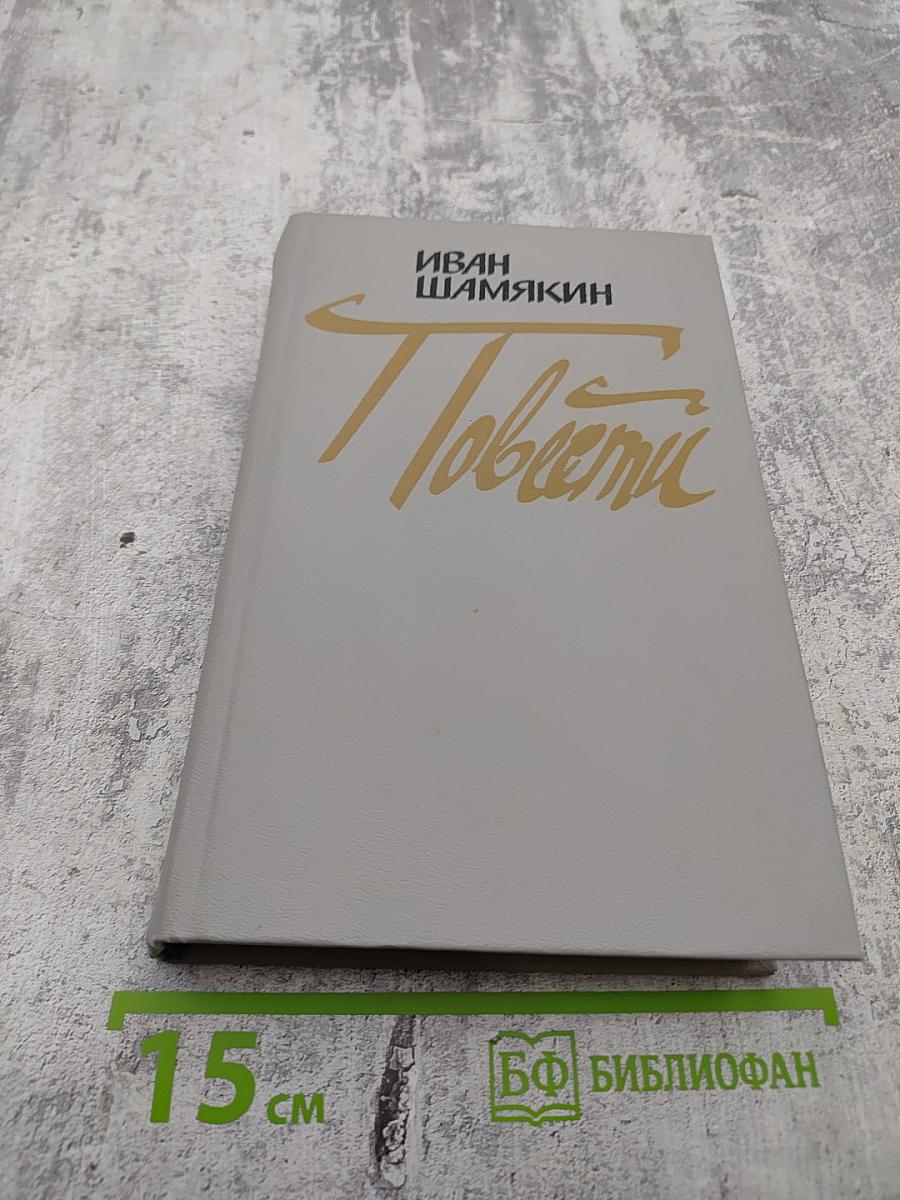 ИВАН
ШАМЯКИН
Повести
15 см
БФ БИБЛИОФАН